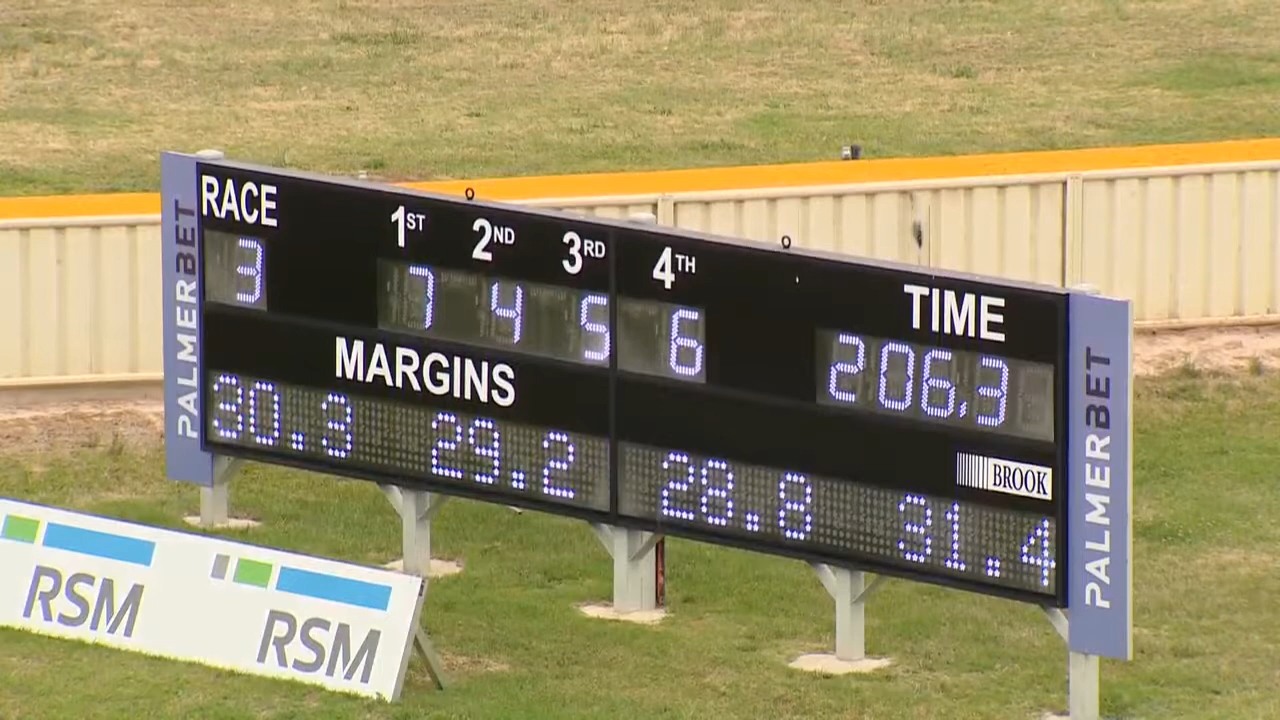 RACE 1ST 2ND 3RD 4TH TIME
3 7 4 5 6 206.3
MARGINS
30.3 29.2 28.8 31.4
BROOK
PALMERBET
PALMERBET
RSM
RSM